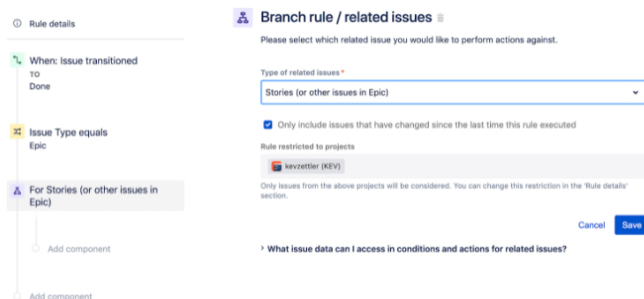 Rule details
When: Issue transitioned
TO
Done
Issue Type equals
Epic
For Stories (or other issues in
Epic)
Add component
Add component
Branch rule / related issues
Please select which related issue you would like to perform actions against.
Type of related issues*
Stories (or other issues in Epic)
Only include issues that have changed since the last time this rule executed
Rule restricted to projects
kevzettler (KEV)
Only issues from the above projects will be considered. You can change this restriction in the 'Rule details'
section.
Cancel
Save
What issue data can I access in conditions and actions for related issues?